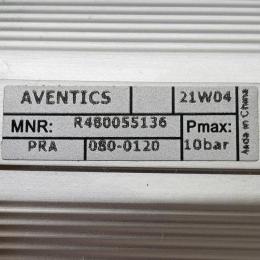 AVENTICS 21W04
MNR: R480055136 Pmax:
PRA 080-0120 10bar
Made in China